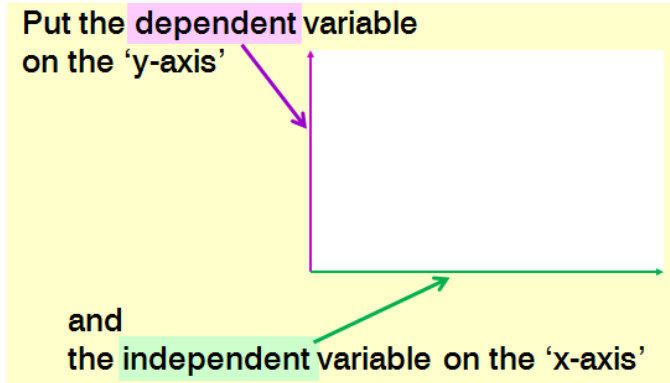 Put the dependent variable
on the ‘y-axis’
and
the independent variable on the ‘x-axis’